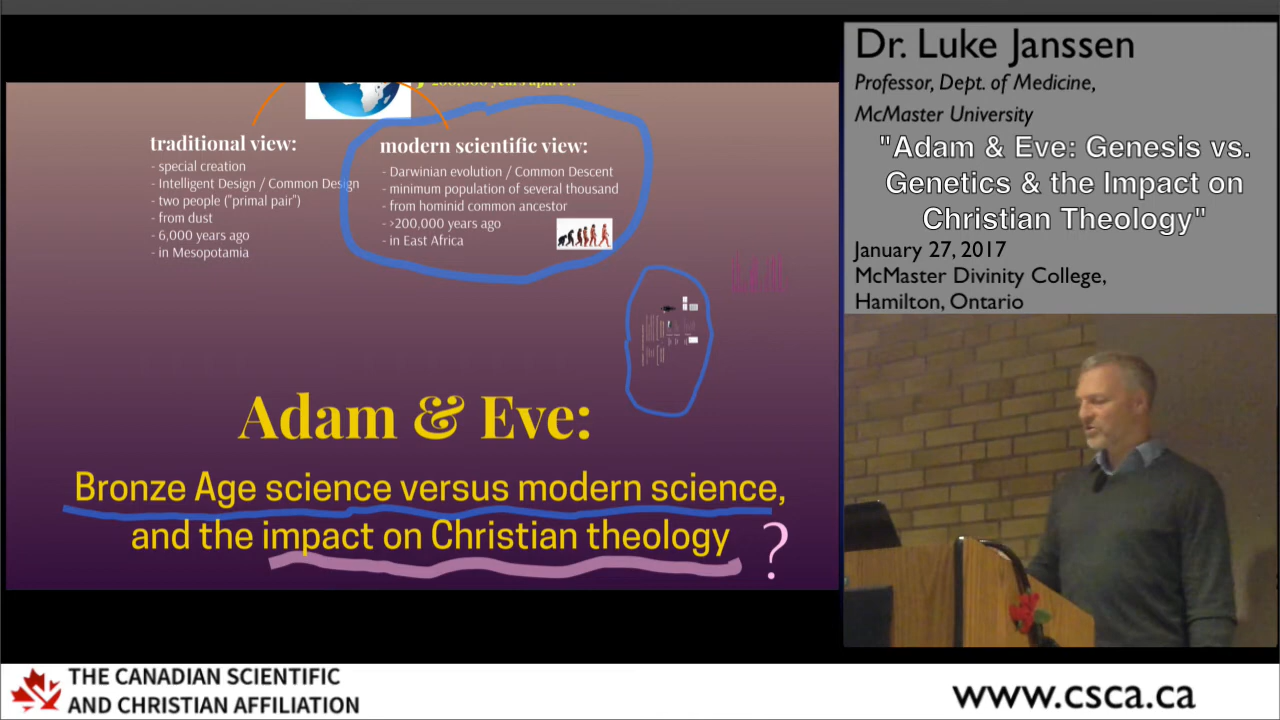 200,000 years apart !!
traditional view:
- special creation
- Intelligent Design / Common Design
- two people ("primal pair")
- from dust
- 6,000 years ago
- in Mesopotamia
modern scientific view:
- Darwinian evolution / Common Descent
- minimum population of several thousand
- from hominid common ancestor
- >200,000 years ago
- in East Africa
Adam & Eve:
Bronze Age science versus modern science,
and the impact on Christian theology
?
Dr. Luke Janssen
Professor, Dept. of Medicine,
McMaster University
"Adam & Eve: Genesis vs.
Genetics & the Impact on
Christian Theology"
January 27, 2017
McMaster Divinity College,
Hamilton, Ontario
THE CANADIAN SCIENTIFIC
AND CHRISTIAN AFFILIATION
www.csca.ca